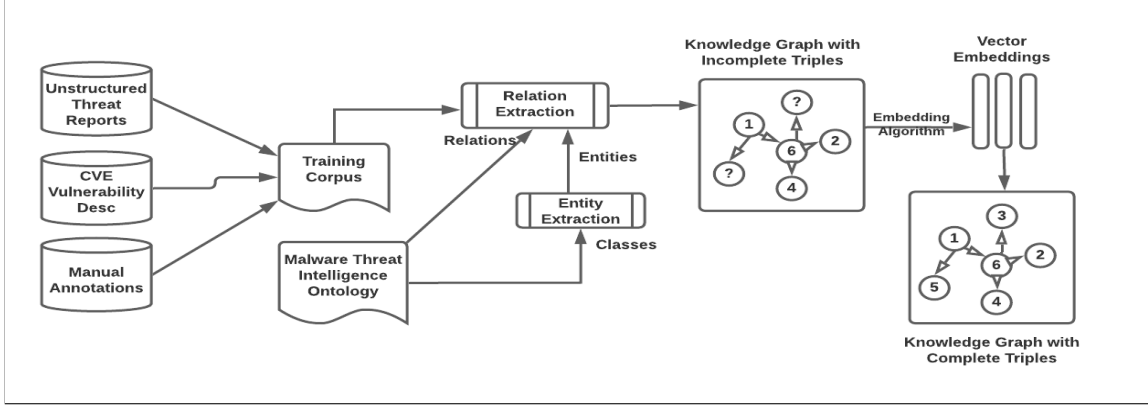 Unstructured
Threat
Reports
CVE
Vulnerability
Desc
Manual
Annotations
Training
Corpus
Malware Threat
Intelligence
Ontology
Relation
Extraction
Relations
Entities
Entity
Extraction
Classes
Knowledge Graph with
Incomplete Triples
?
1
6
2
?
4
Embedding
Algorithm
Vector
Embeddings
3
1
6
2
5
4
Knowledge Graph with
Complete Triples